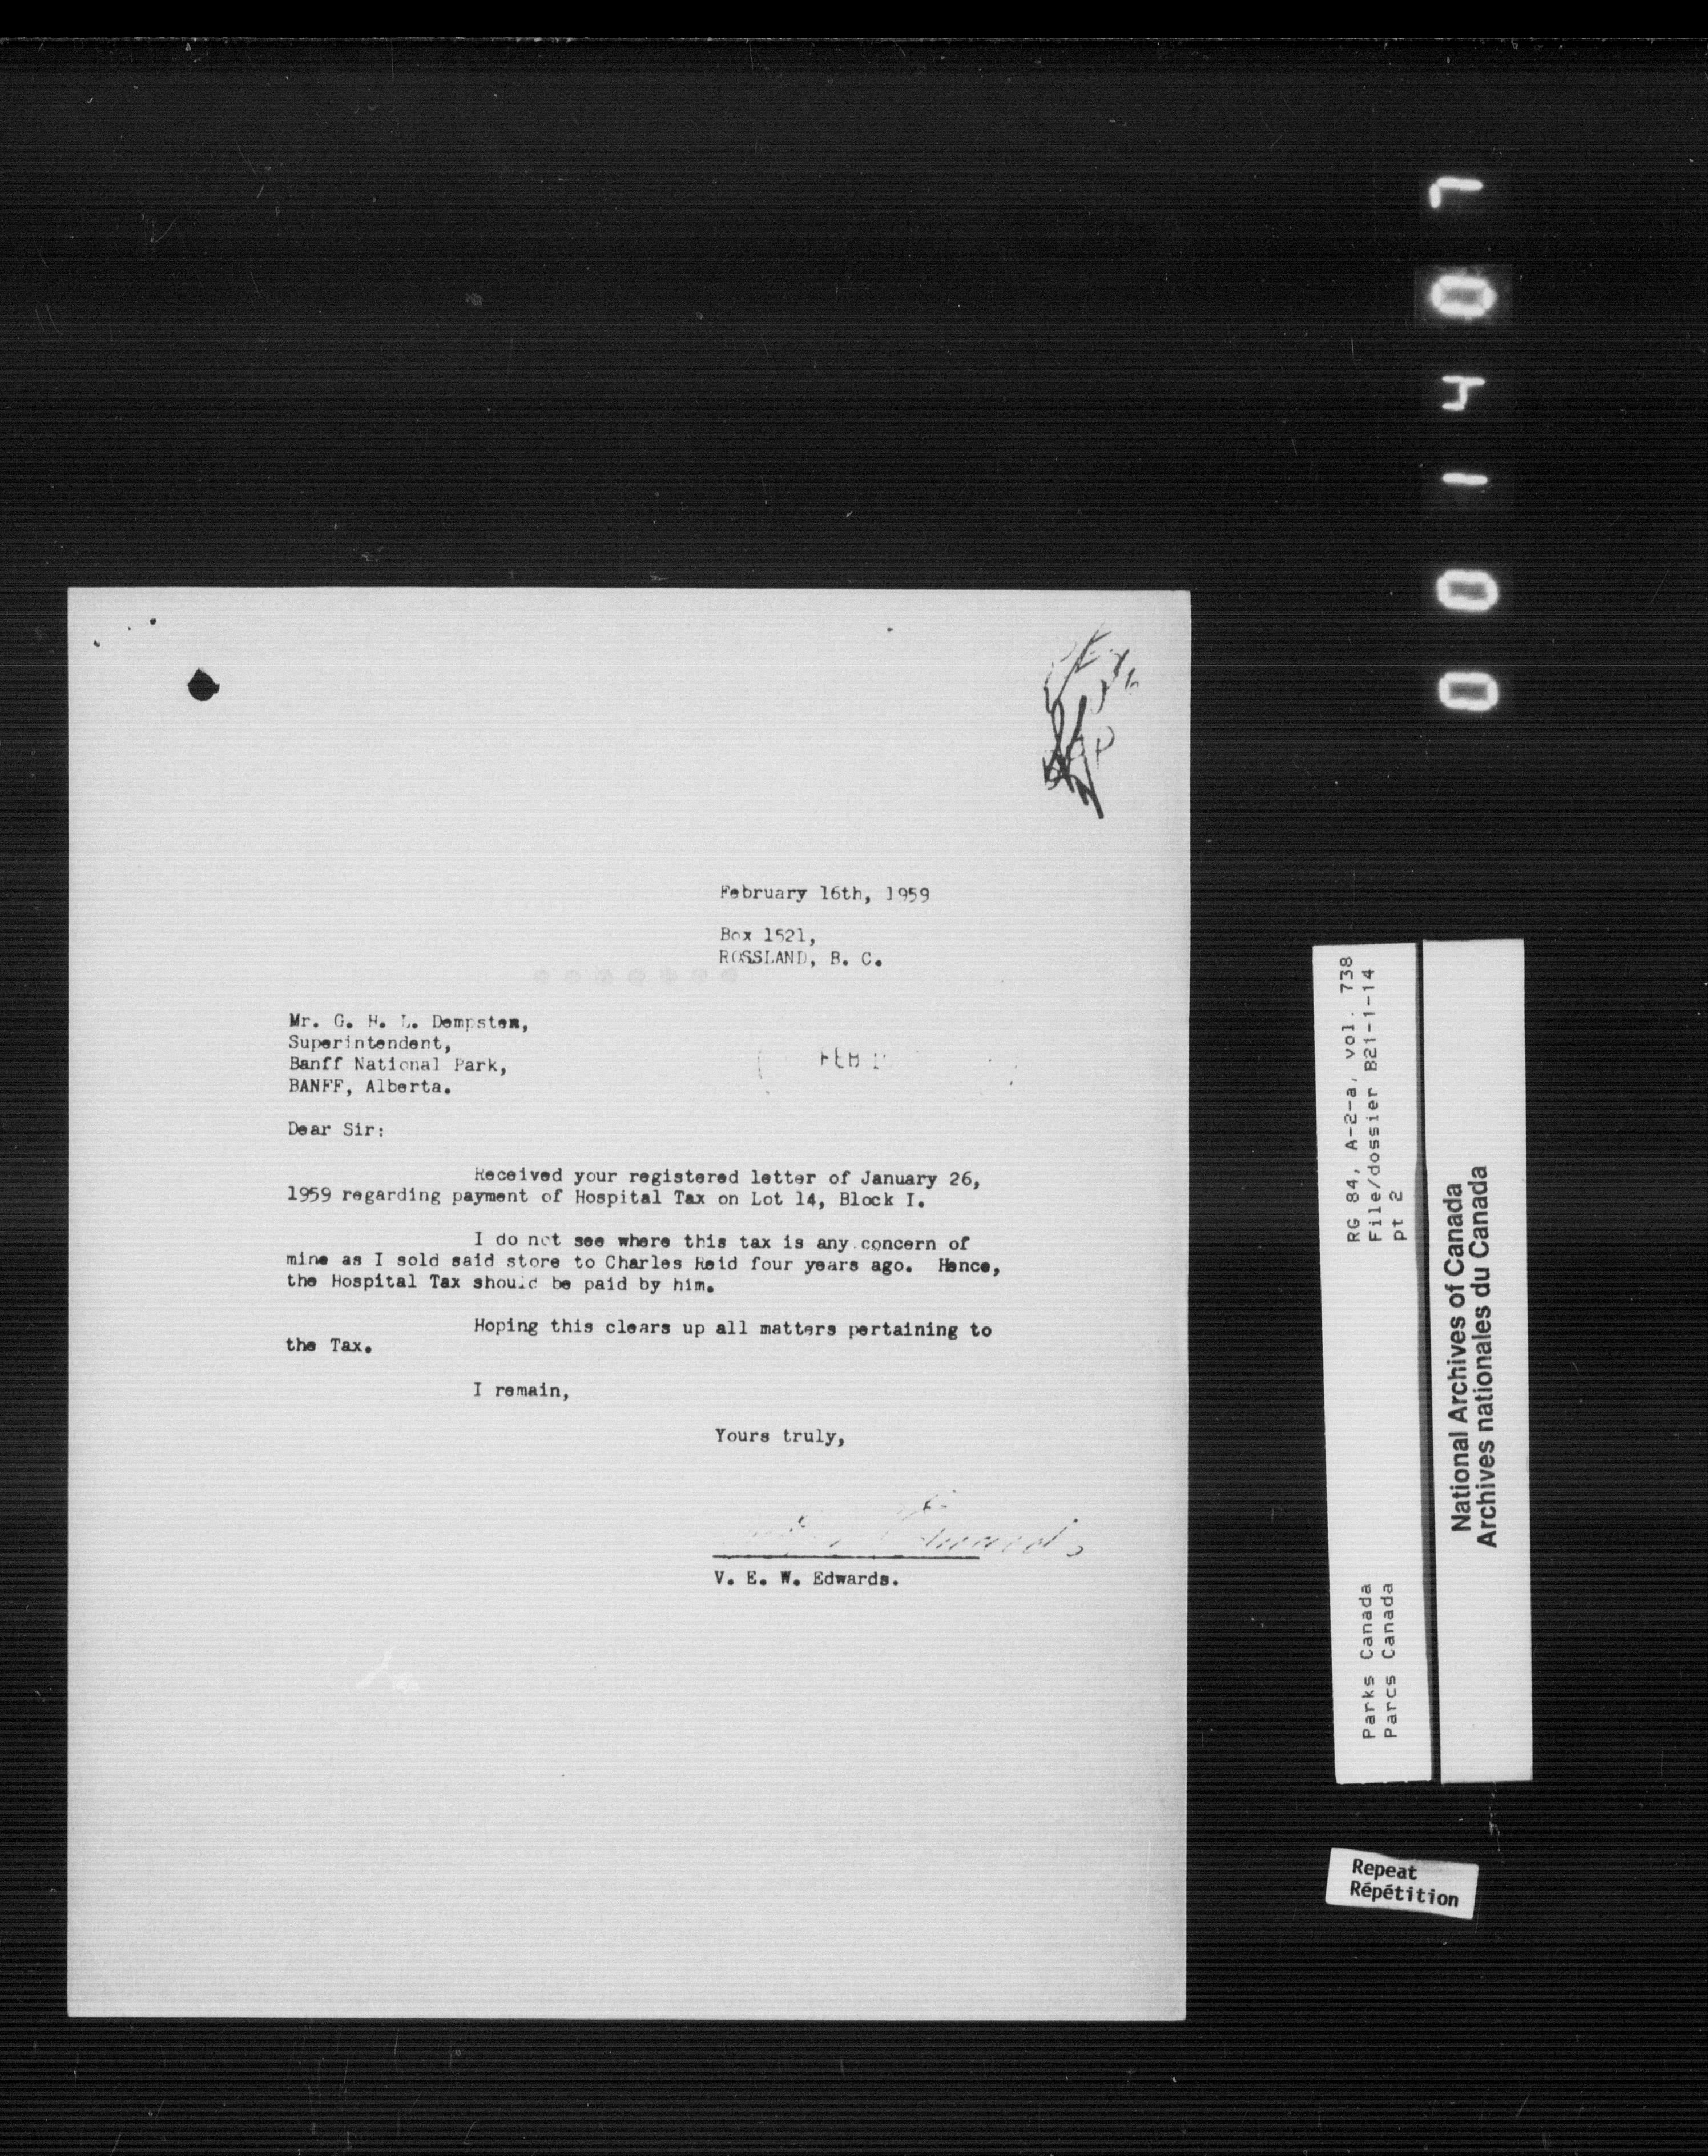 February 16th, 1959
Box 1521,
ROSSLAND, B. C.
Mr. G. H. L. Dempster,
Superintendent,
Banff National Park,
BANFF, Alberta.
FEB
Dear Sir:
Received your registered letter of January 26,
1959 regarding payment of Hospital Tax on Lot 14, Block I.
I do not see where this tax is any concern of
mine as I sold said store to Charles Reid four years ago. Hence,
the Hospital Tax should be paid by him.
Hoping this clears up all matters pertaining to
the Tax.
I remain,
Yours truly,
Edwards
V. E. W. Edwards.
RG 84, A-2-a, vol. 738
File/dossier B21-1-14
pt 2
Parks Canada
Parcs Canada
National Archives of Canada
Archives nationales du Canada
Repeat
Répétition